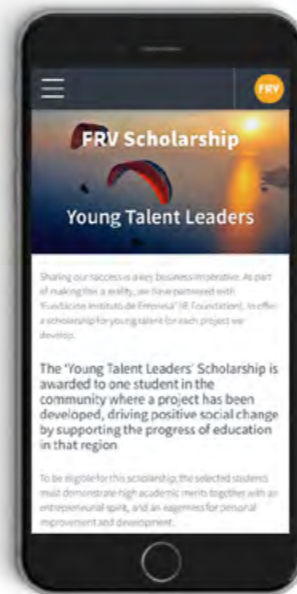 FRV
FRV Scholarship
Young Talent Leaders
Sharing our success is a key business imperative. As part
of making this a reality, we have partnered with
'Fundación Instituto de Empresa' (IE Foundation), to offer
a scholarship for young talent for each project we
develop.
The 'Young Talent Leaders' Scholarship is
awarded to one student in the
community where a project has been
developed, driving positive social change
by supporting the progress of education
in that region
To be eligible for this scholarship, the selected students
must demonstrate high academic merits together with an
entrepreneurial spirit, and an eagerness for personal
improvement and development.